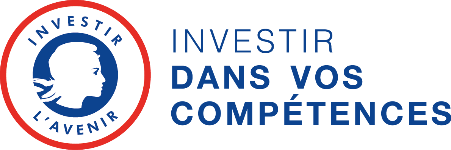 INVESTIR
L'AVENIR
INVESTIR
DANS VOS
COMPÉTENCES